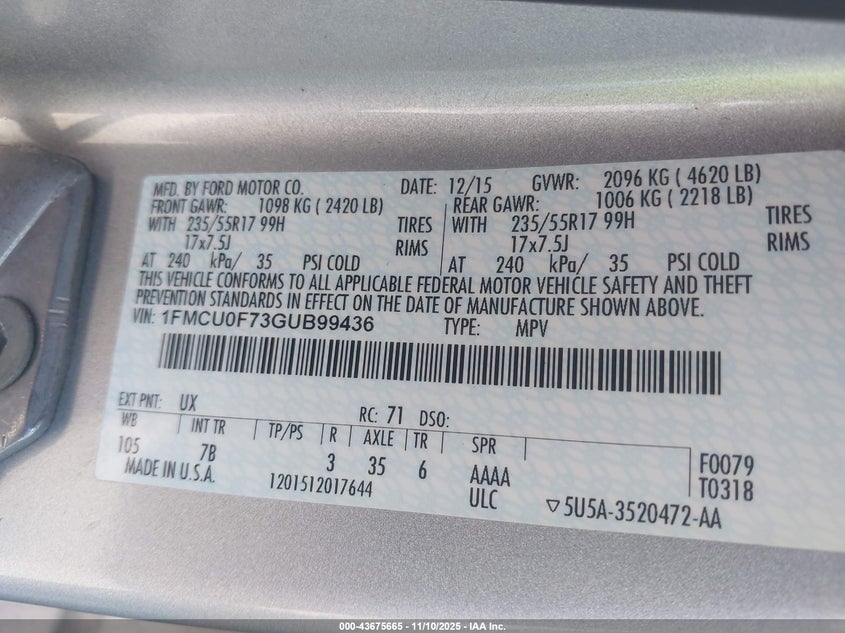 MFD. BY FORD MOTOR CO. DATE: 12/15 GVWR: 2096 KG ( 4620 LB)
FRONT GAWR: 1098 KG ( 2420 LB) REAR GAWR: 1006 KG ( 2218 LB)
WITH 235/55R17 99H TIRES WITH 235/55R17 99H TIRES
17x7.5J RIMS 17x7.5J RIMS
AT 240 kPa/ 35 PSI COLD AT 240 kPa/ 35 PSI COLD
THIS VEHICLE CONFORMS TO ALL APPLICABLE FEDERAL MOTOR VEHICLE SAFETY AND THEFT
PREVENTION STANDARDS IN EFFECT ON THE DATE OF MANUFACTURE SHOWN ABOVE.
VIN: 1FMCU0F73GUB99436 TYPE: MPV
EXT PNT: UX RC: 71 DSO:
WB INT TR TP/PS R AXLE TR SPR
105 7B 3 35 6 AAAA F0079
MADE IN U.S.A. 1201512017644 ULC T0318
▽5U5A-3520472-AA
000-43675665 - 11/10/2025 - IAA Inc.